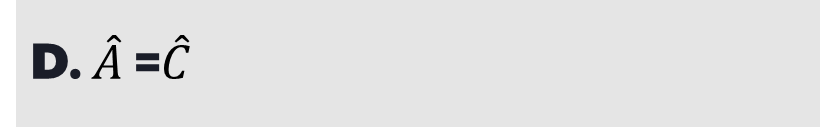 D. Â =Ĉ